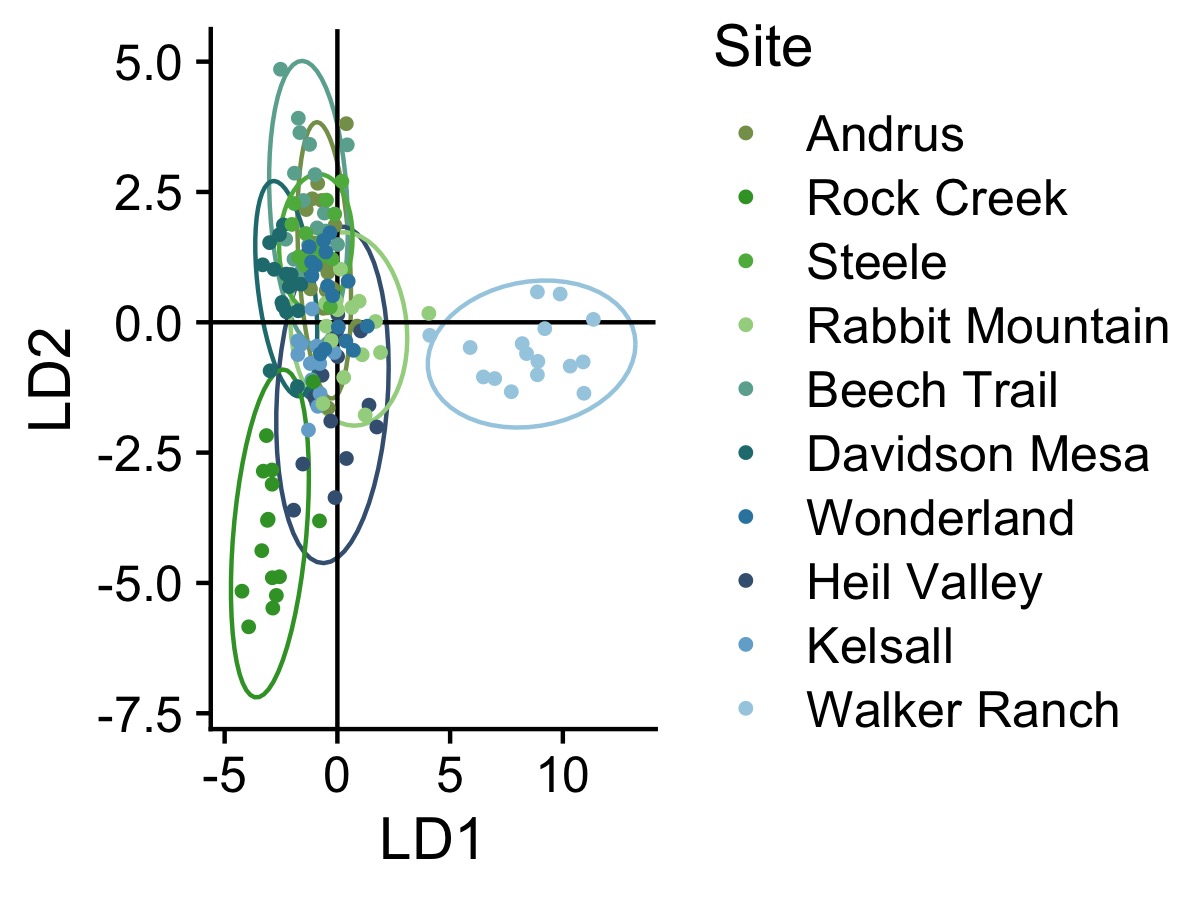 Site
Andrus
Rock Creek
Steele
Rabbit Mountain
Beech Trail
Davidson Mesa
Wonderland
Heil Valley
Kelsall
Walker Ranch
5.0
2.5
0.0
-2.5
-5.0
-7.5
LD2
-5 0 5 10
LD1